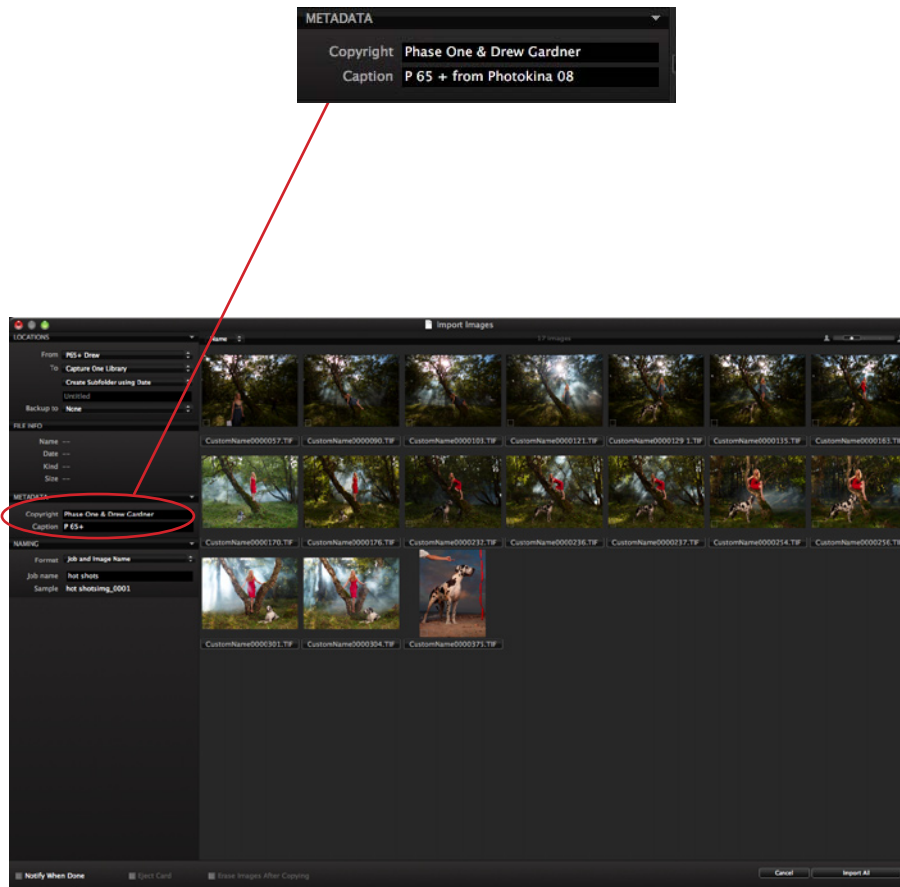 METADATA
Copyright Phase One & Drew Gardner
Caption P 65 + from Photokina 08
Import Images
LOCATIONS
Name
17 images
From P65+ Drew
To Capture One Library
Create Subfolder using Date
Untitled
Backup to None
FILE INFO
Name --
Date --
Kind --
Size --
METADATA
Copyright Phase One & Drew Gardner
Caption P 65+
NAMING
Format Job and Image Name
Job name hot shots
Sample hot shotsimg_0001
CustomName0000057.TIF CustomName0000090.TIF CustomName0000103.TIF CustomName0000121.TIF CustomName0000129 1.TIF CustomName0000135.TIF CustomName0000163.TIF
CustomName0000170.TIF CustomName0000176.TIF CustomName0000232.TIF CustomName0000236.TIF CustomName0000237.TIF CustomName0000254.TIF CustomName0000256.TIF
CustomName0000301.TIF CustomName0000304.TIF CustomName0000375.TIF
Notify When Done Eject Card Erase Images After Copying Cancel Import All